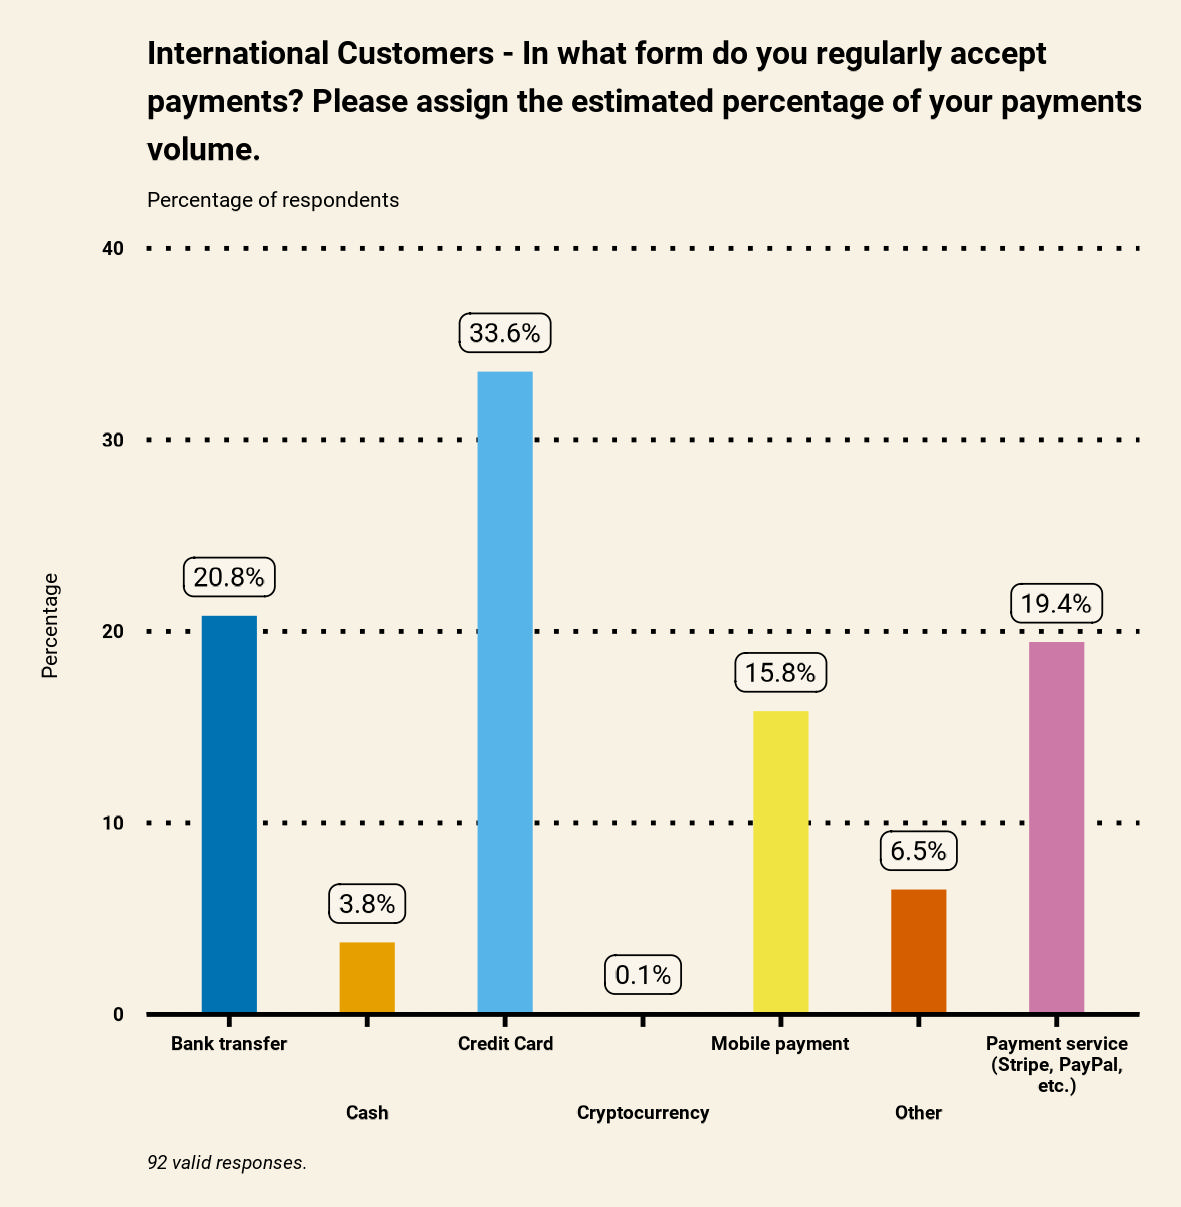 International Customers - In what form do you regularly accept
payments? Please assign the estimated percentage of your payments
volume.
Percentage of respondents
40
30
20
10
0
Percentage
20.8%
3.8%
33.6%
0.1%
15.8%
6.5%
19.4%
Bank transfer
Cash
Credit Card
Cryptocurrency
Mobile payment
Other
Payment service
(Stripe, PayPal,
etc.)
92 valid responses.